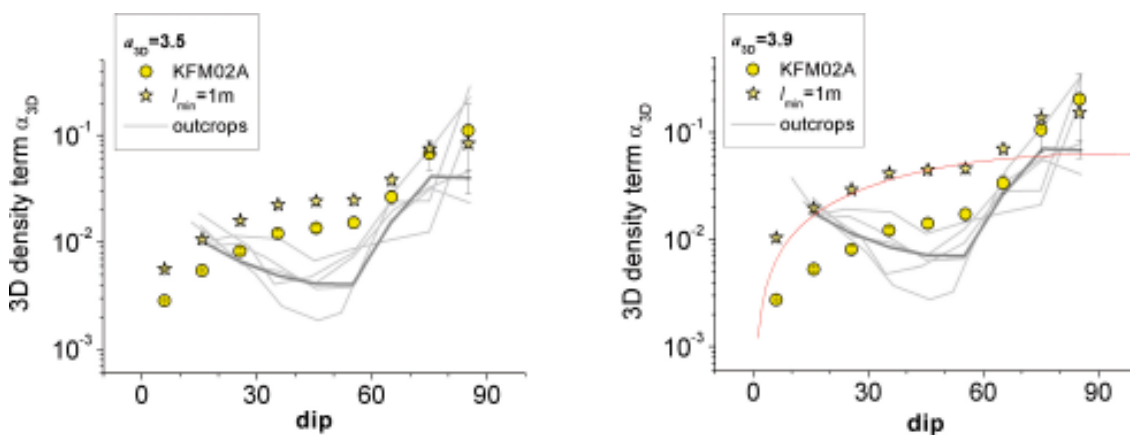 a3D=3.5
KFM02A
lmin=1m
outcrops
3D density term α3D
10-1
10-2
10-3
0
30
60
90
dip
a3D=3.9
KFM02A
lmin=1m
outcrops
3D density term α3D
10-1
10-2
10-3
0
30
60
90
dip